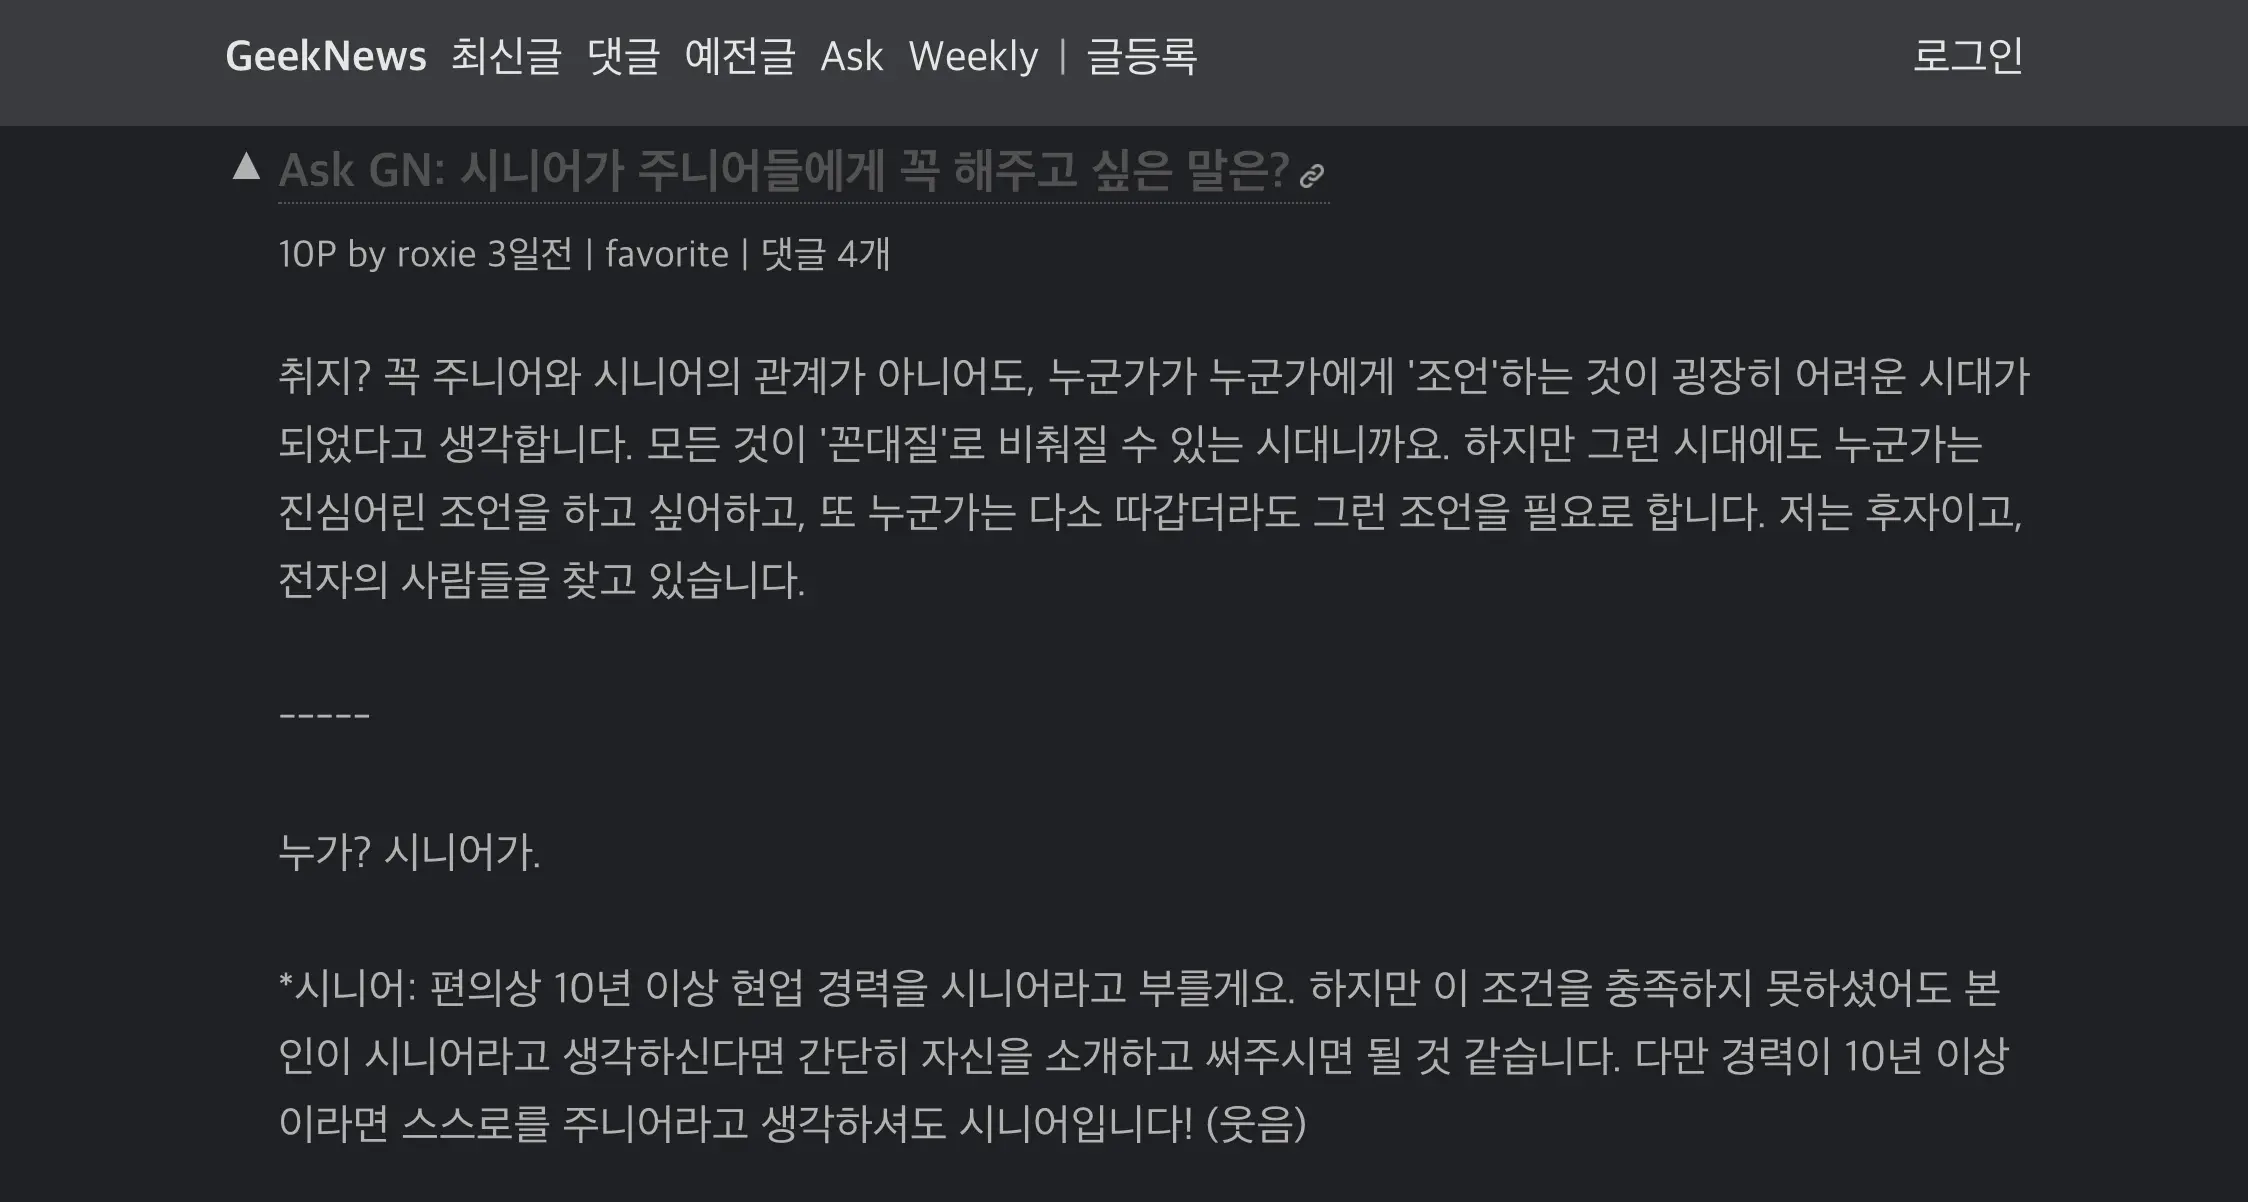 GeekNews 최신글 댓글 예전글 Ask Weekly | 글등록 로그인
▲ Ask GN: 시니어가 주니어들에게 꼭 해주고 싶은 말은?
10P by roxie 3일전 | favorite | 댓글 4개
취지? 꼭 주니어와 시니어의 관계가 아니어도, 누군가가 누군가에게 '조언'하는 것이 굉장히 어려운 시대가
되었다고 생각합니다. 모든 것이 '꼰대질'로 비춰질 수 있는 시대니까요. 하지만 그런 시대에도 누군가는
진심어린 조언을 하고 싶어하고, 또 누군가는 다소 따갑더라도 그런 조언을 필요로 합니다. 저는 후자이고,
전자의 사람들을 찾고 있습니다.
-----
누가? 시니어가.
*시니어: 편의상 10년 이상 현업 경력을 시니어라고 부를게요. 하지만 이 조건을 충족하지 못하셨어도 본
인이 시니어라고 생각하신다면 간단히 자신을 소개하고 써주시면 될 것 같습니다. 다만 경력이 10년 이상
이라면 스스로를 주니어라고 생각하셔도 시니어입니다! (웃음)